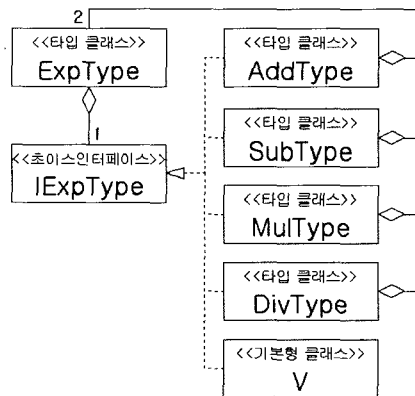 2
<<타입 클래스>>
ExpType
1
<<초이스인터페이스>>
IExpType
<<타입 클래스>>
AddType
<<타입 클래스>>
SubType
<<타입 클래스>>
MulType
<<타입 클래스>>
DivType
<<기본형 클래스>>
V